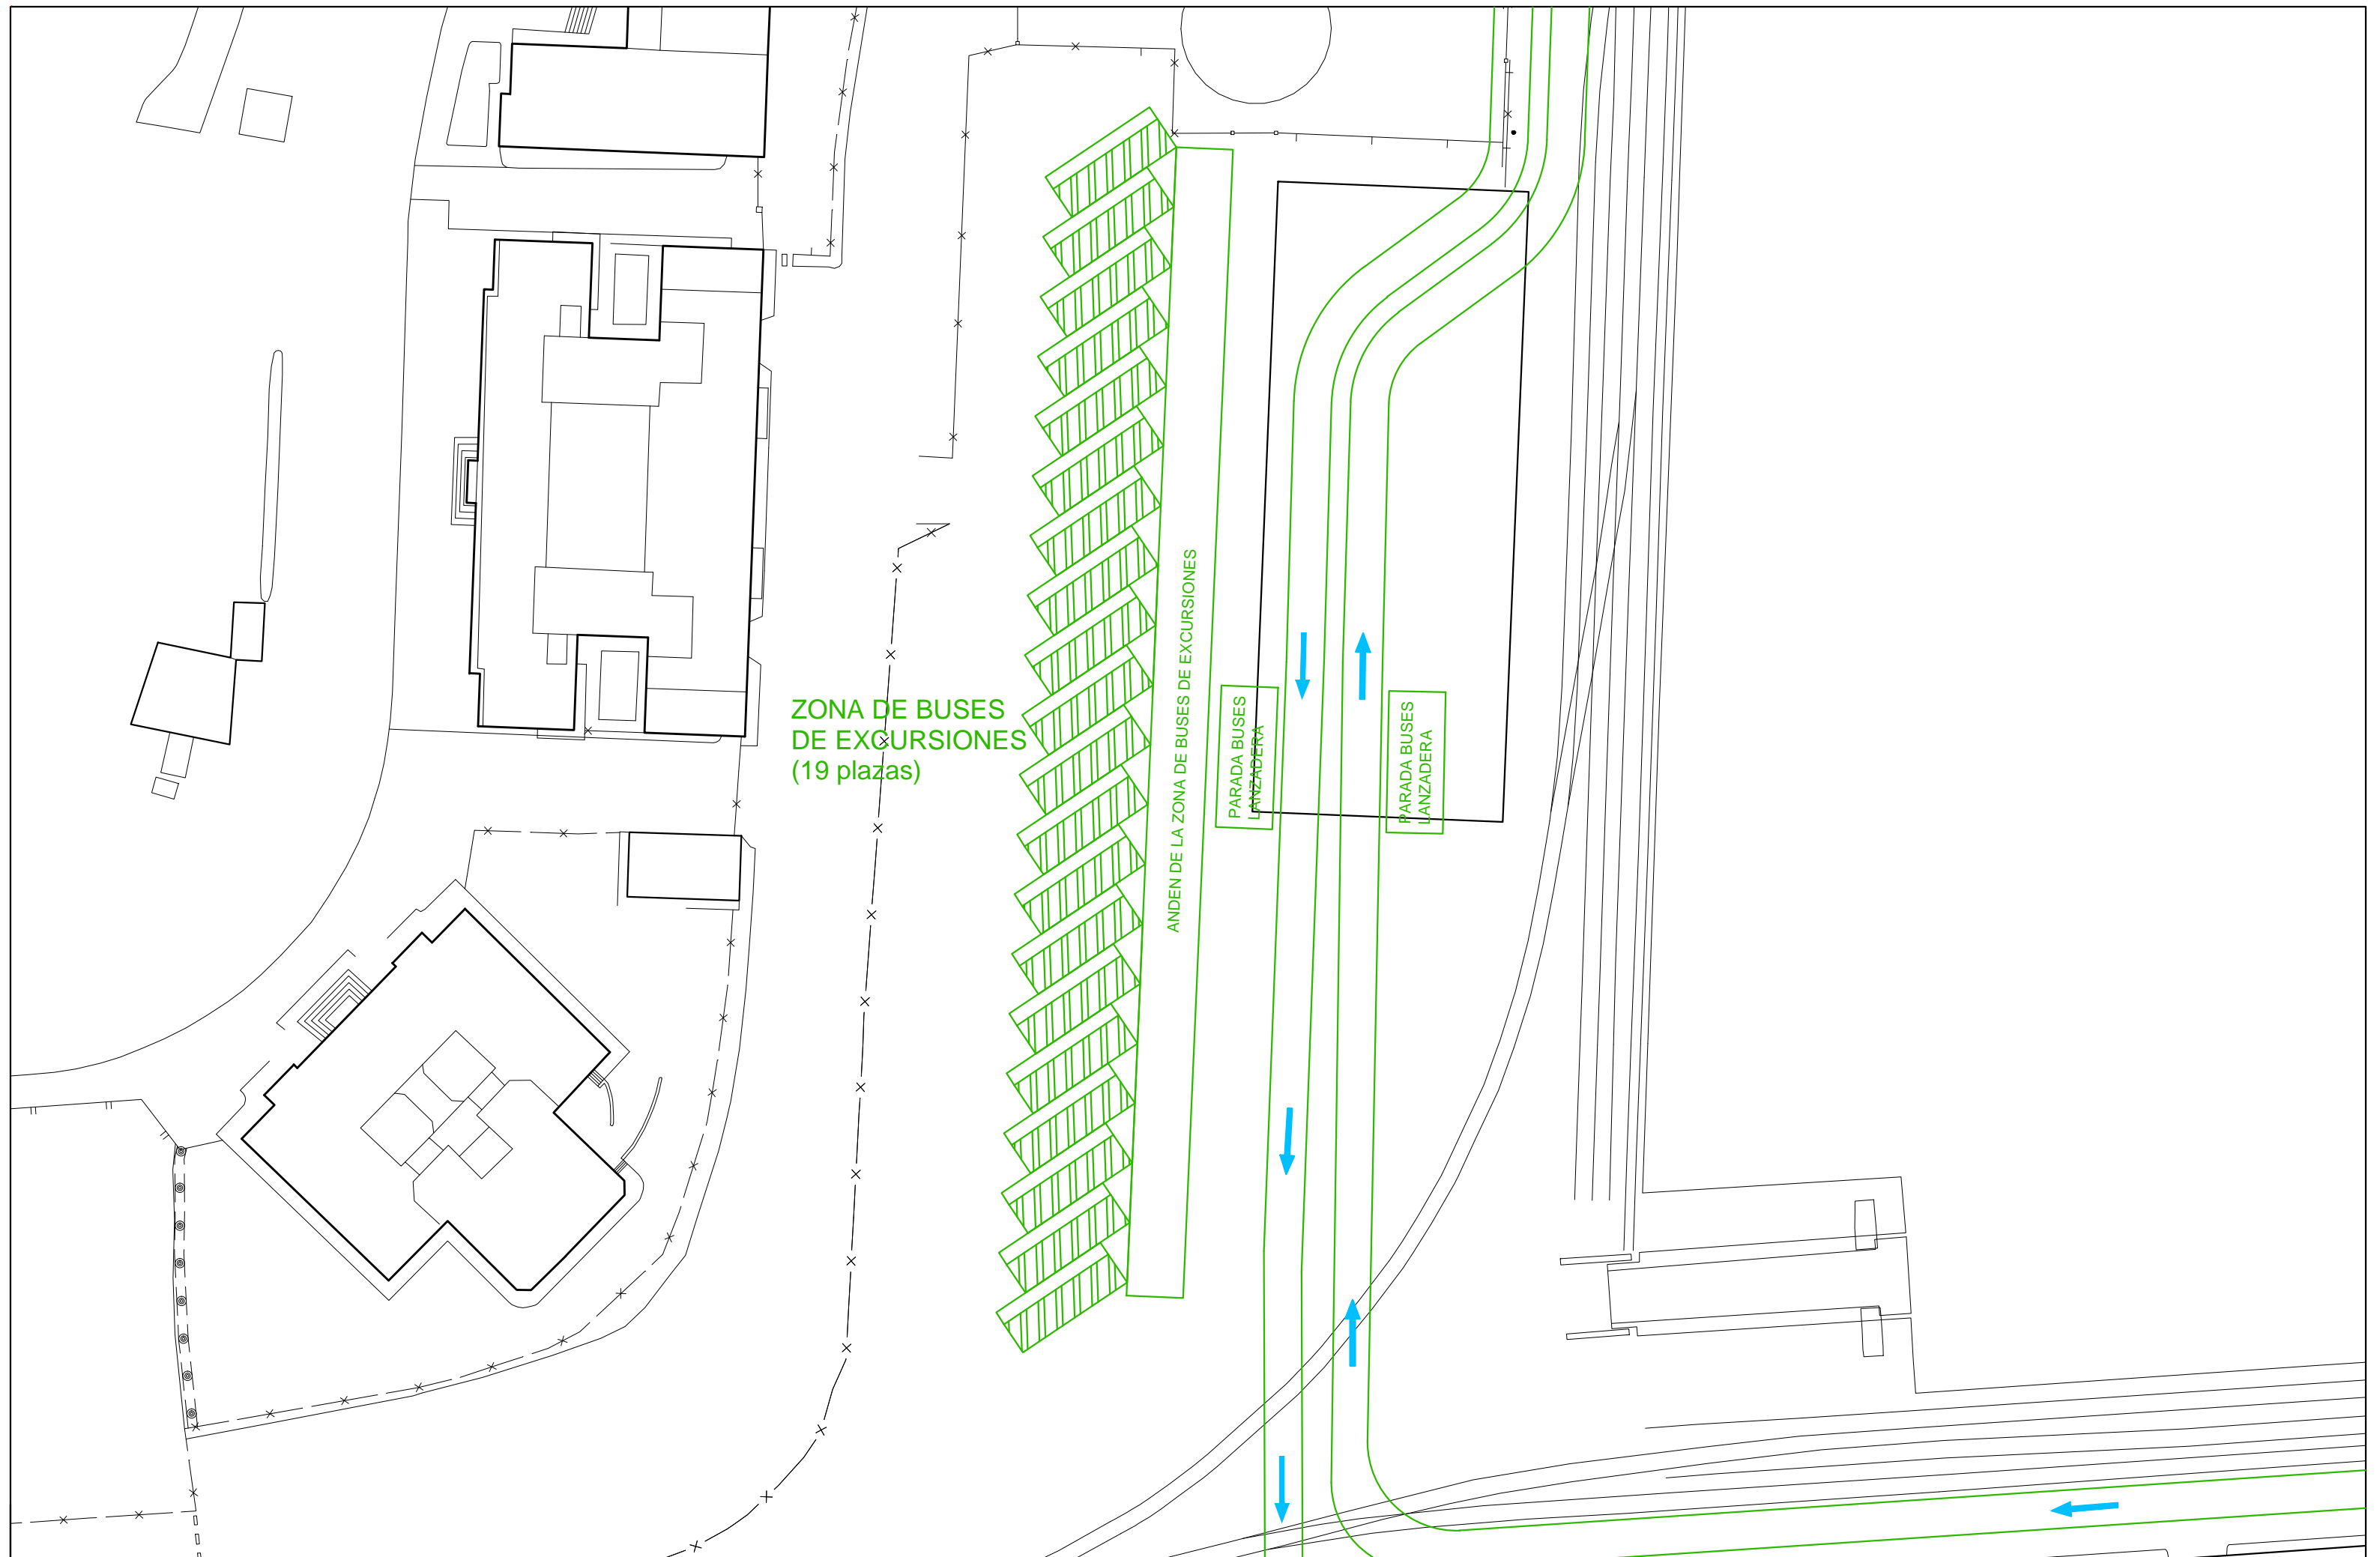 ZONA DE BUSES
DE EXCURSIONES
(19 plazas)
ANDEN DE LA ZONA DE BUSES DE EXCURSIONES
PARADA BUSES
LANZADERA
PARADA BUSES
LANZADERA